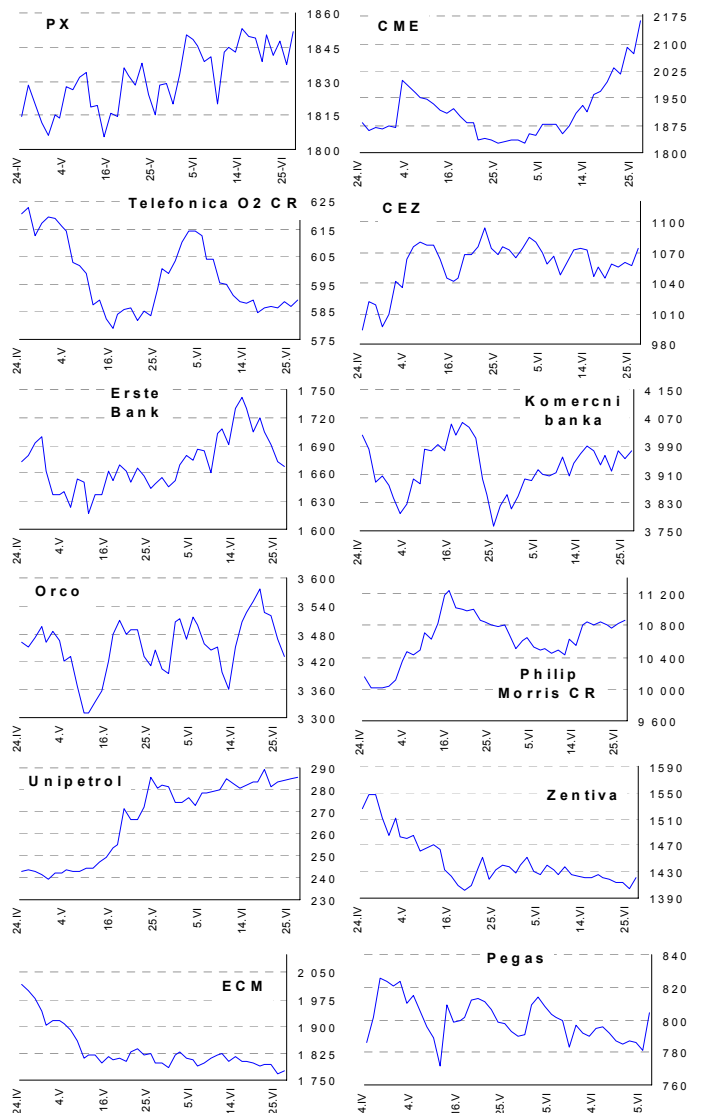 PX
1860
1845
1830
1815
1800
24-IV
4-V
16-V
25-V
5-VI
14-VI
25-VI
CME
2175
2100
2025
1950
1875
1800
24.IV
4.V
16.V
25.V
5.VI
14.VI
25.VI
Telefonica O2 CR
625
615
605
595
585
575
24.IV
4.V
16.V
25.V
5.VI
14.VI
25.VI
CEZ
1100
1070
1040
1010
980
24.IV
4.V
16.V
25.V
5.VI
14.VI
25.VI
Erste
Bank
1 750
1 720
1 690
1 660
1 630
1 600
24.IV
4.V
16.V
25.V
5.VI
14.VI
25.VI
Komercni
banka
4 150
4 070
3 990
3 910
3 830
3 750
24.IV
4.V
16.V
25.V
5.VI
14.VI
25.VI
Orco
3 600
3 540
3 480
3 420
3 360
3 300
24.IV
4.V
16.V
25.V
5.VI
14.VI
25.VI
Philip
Morris CR
11 200
10 800
10 400
10 000
9 600
24.IV
4.V
16.V
25.V
5.VI
14.VI
25.VI
Unipetrol
290
280
270
260
250
240
230
24.IV
4.V
16.V
25.V
5.VI
14.VI
25.VI
Zentiva
1590
1550
1510
1470
1430
1390
24.IV
4.V
16.V
25.V
5.VI
14.VI
25.VI
ECM
2 050
1 975
1 900
1 825
1 750
24.IV
4.V
16.V
25.V
5.VI
14.VI
25.VI
Pegas
840
820
800
780
760
4.IV
4.V
16.V
25.V
5.VI
4.VI
5.VI